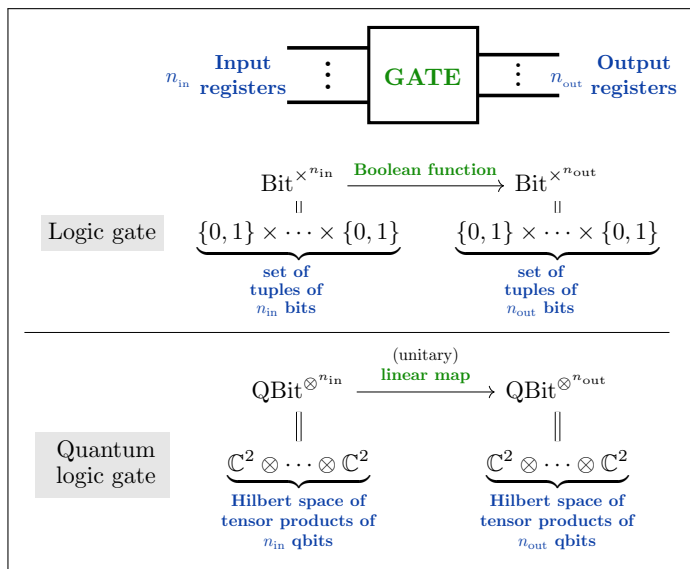 Input
registers
n_in
GATE
n_out
Output
registers
Bit^{×n_in} Boolean function Bit^{×n_out}
Logic gate
{0, 1} × ⋯ × {0, 1} {0, 1} × ⋯ × {0, 1}
set of
tuples of
n_in bits
set of
tuples of
n_out bits
(unitary)
linear map
QBit^{⊗n_in} QBit^{⊗n_out}
Quantum
logic gate
ℂ² ⊗ ⋯ ⊗ ℂ² ℂ² ⊗ ⋯ ⊗ ℂ²
Hilbert space of
tensor products of
n_in qbits
Hilbert space of
tensor products of
n_out qbits